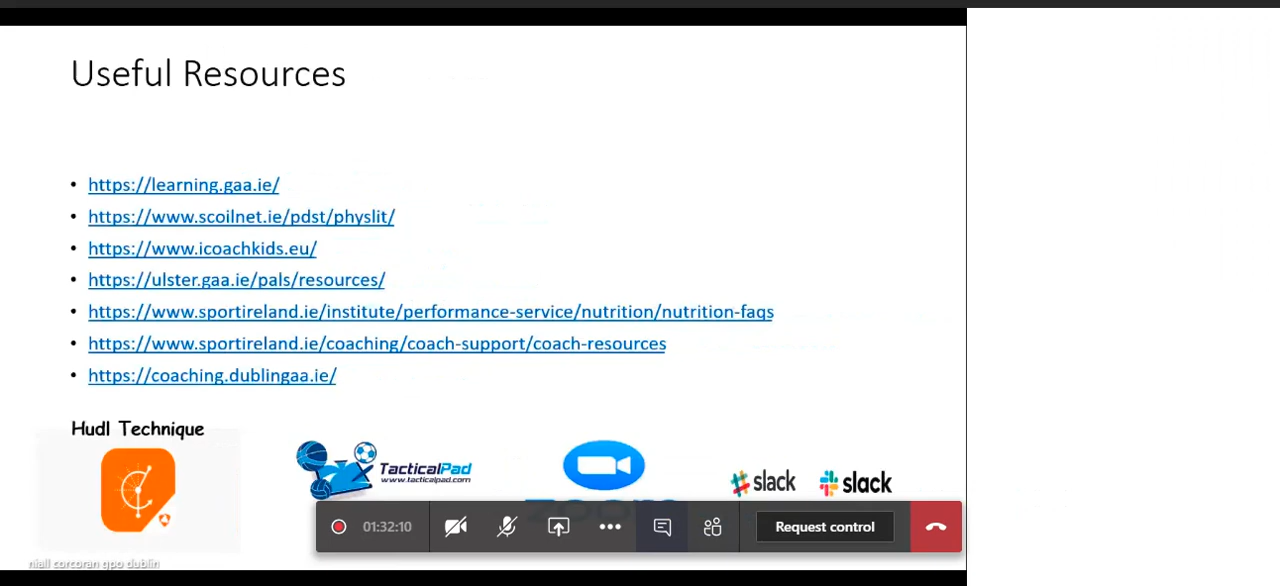 Useful Resources
• https://learning.gaa.ie/
• https://www.scoilnet.ie/pdst/physlit/
• https://www.icoachkids.eu/
• https://ulster.gaa.ie/pals/resources/
• https://www.sportireland.ie/institute/performance-service/nutrition/nutrition-faqs
• https://www.sportireland.ie/coaching/coach-support/coach-resources
• https://coaching.dublingaa.ie/
Hudl Technique
TacticalPad
www.tacticalpad.com
zoom
slack
slack
01:32:10
Request control
niall corcoran gpo dublin